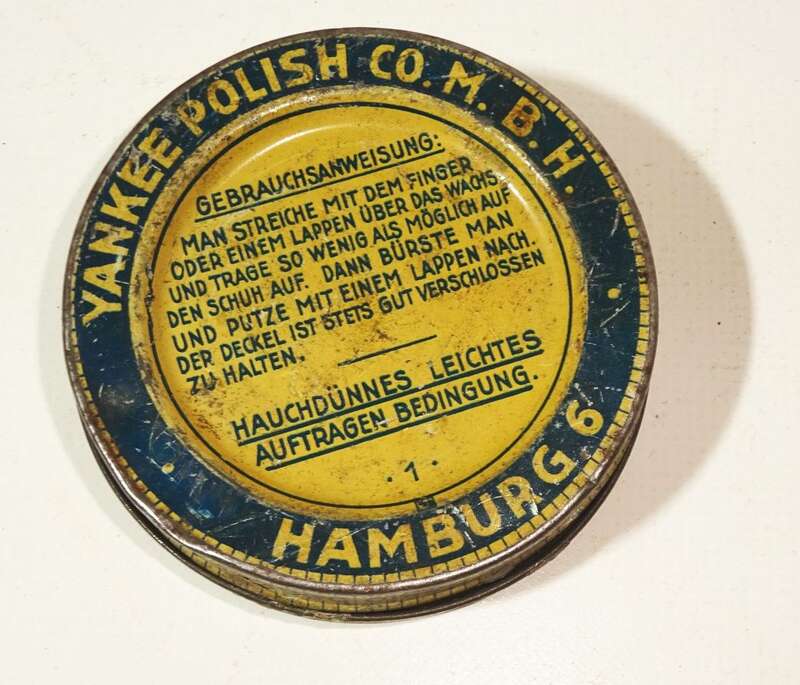 YANKEE POLISH CO. M. B. H.
GEBRAUCHSANWEISUNG:
MAN STREICHE MIT DEM FINGER
ODER EINEM LAPPEN ÜBER DAS WACHS
UND TRAGE SO WENIG ALS MÖGLICH AUF
DEN SCHUH AUF. DANN BÜRSTE MAN
UND PUTZE MIT EINEM LAPPEN NACH.
DER DECKEL IST STETS GUT VERSCHLOSSEN
ZU HALTEN.
HAUCHDÜNNES LEICHTES
AUFTRAGEN BEDINGUNG.
· 1 ·
HAMBURG 6